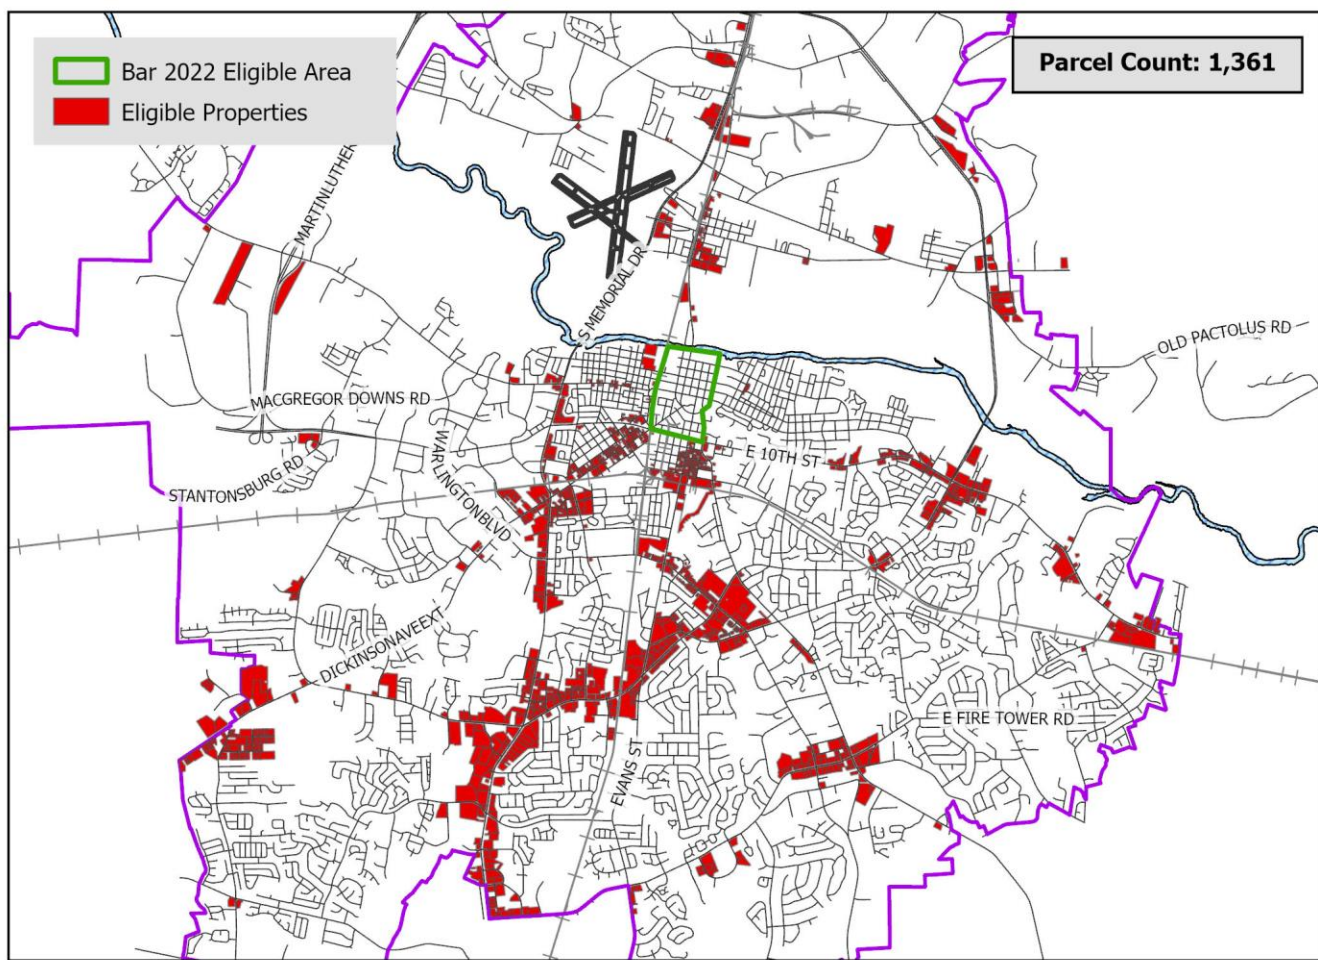 Bar 2022 Eligible Area
Eligible Properties
Parcel Count: 1,361
MARTINLUTHER
S MEMORIAL DR
OLD PACTOLUS RD
MACGREGOR DOWNS RD
WARLINGTONBLVD
E 10TH ST
STANTONSBURG RD
DICKINSONAVEEXT
E FIRE TOWER RD
EVANS ST